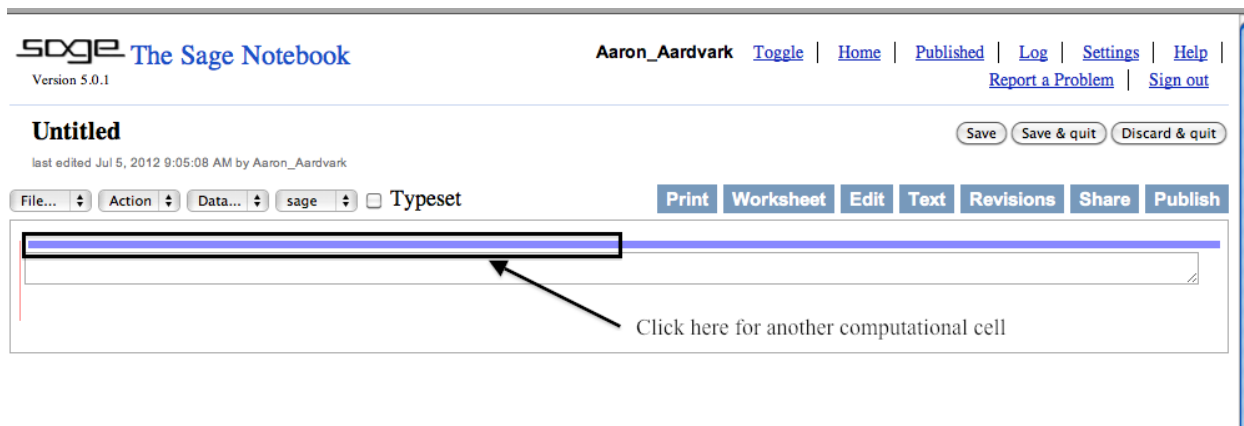 sage The Sage Notebook
Version 5.0.1
Aaron_Aardvark Toggle | Home | Published | Log | Settings | Help |
Report a Problem | Sign out
Untitled
last edited Jul 5, 2012 9:05:08 AM by Aaron_Aardvark
Save Save & quit Discard & quit
File... Action Data... sage Typeset
Print Worksheet Edit Text Revisions Share Publish
Click here for another computational cell